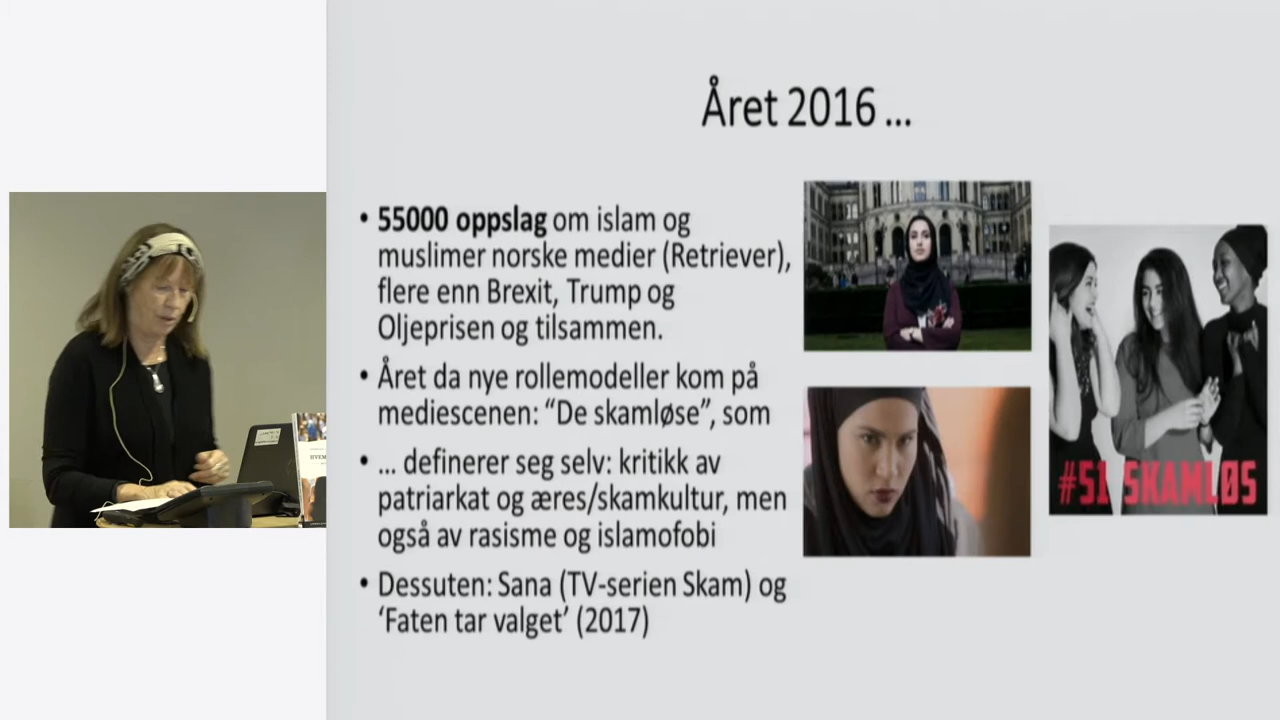 Året 2016 ...
• 55000 oppslag om islam og
muslimer norske medier (Retriever),
flere enn Brexit, Trump og
Oljeprisen og tilsammen.
• Året da nye rollemodeller kom på
mediescenen: “De skamløse”, som
• ... definerer seg selv: kritikk av
patriarkat og æres/skamkultur, men
også av rasisme og islamofobi
• Dessuten: Sana (TV-serien Skam) og
‘Faten tar valget’ (2017)
#51 SKAMLØS
HVEM